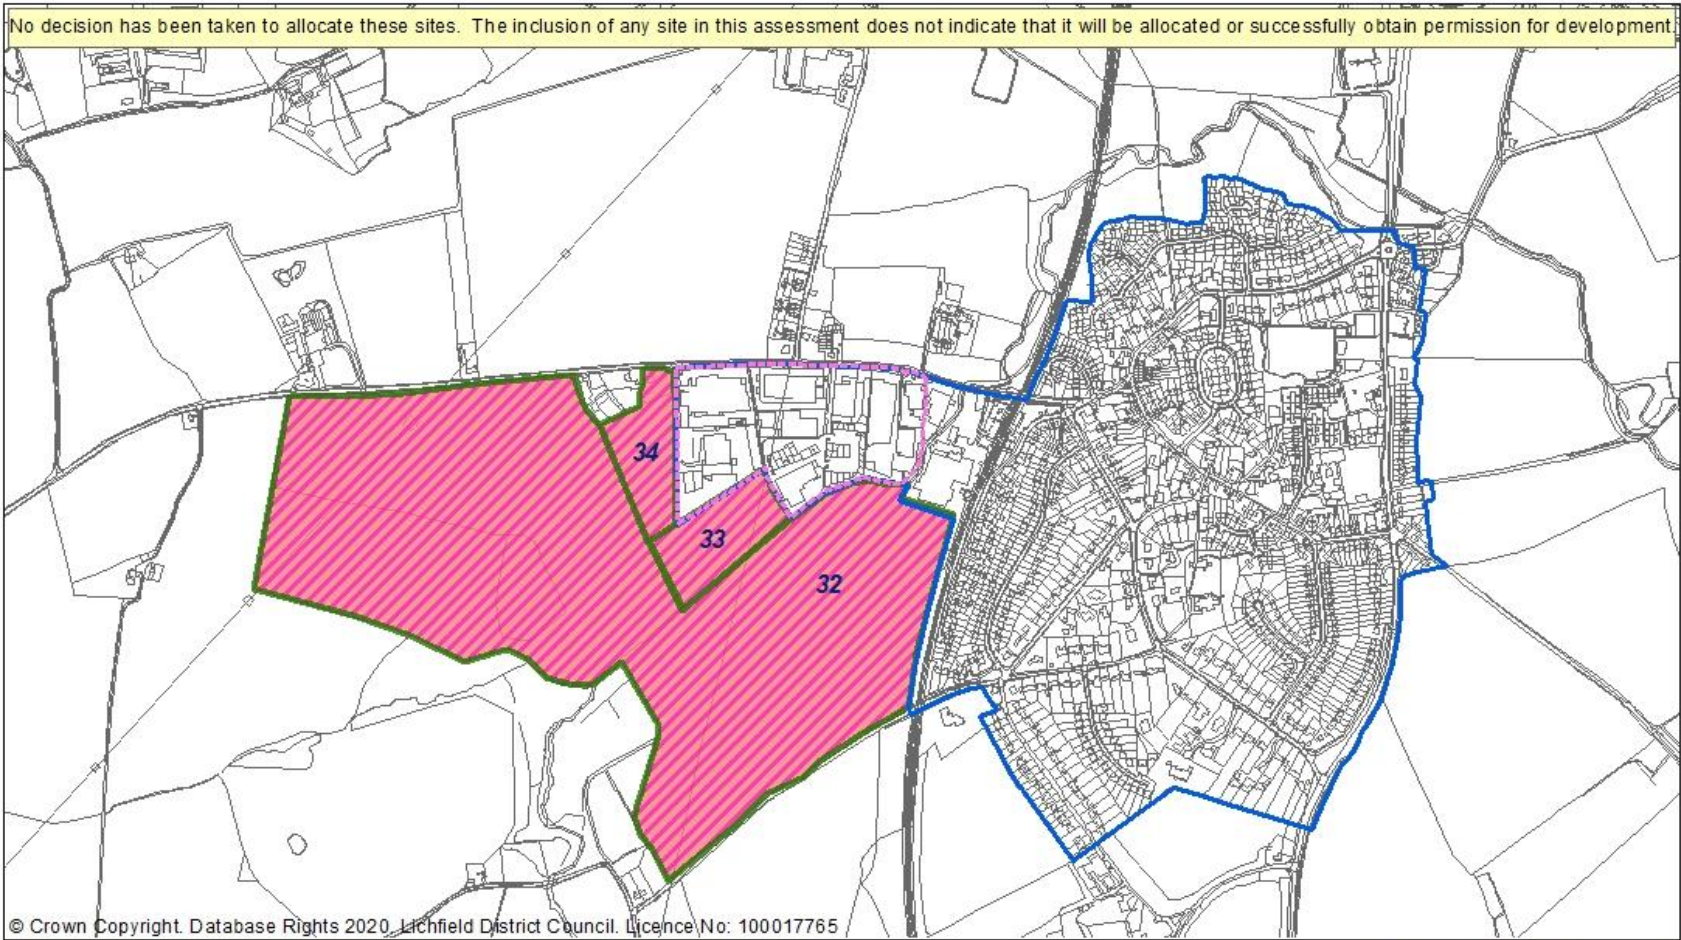 No decision has been taken to allocate these sites. The inclusion of any site in this assessment does not indicate that it will be allocated or successfully obtain permission for development.
34
33
32
© Crown Copyright. Database Rights 2020. Lichfield District Council. Licence No: 100017765